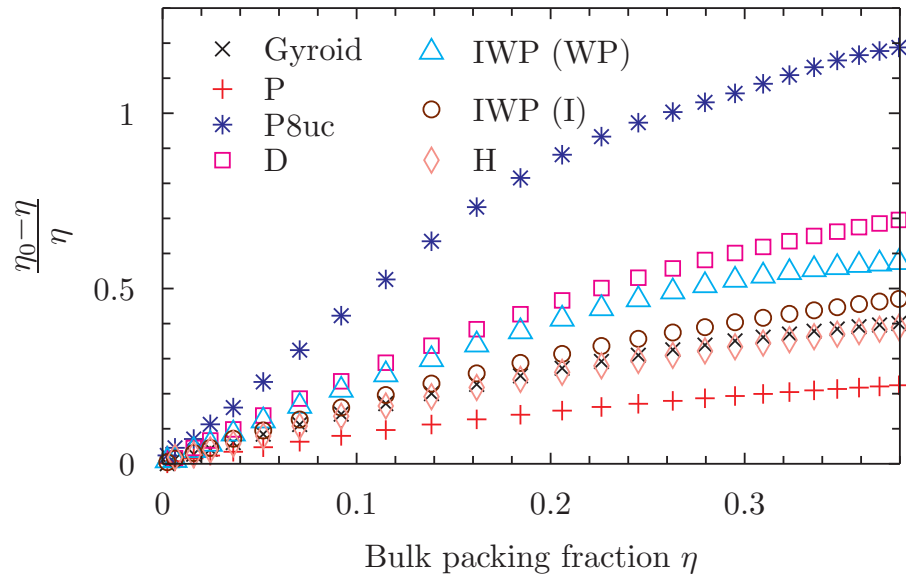 Gyroid
P
P8uc
D
IWP (WP)
IWP (I)
H
η₀−η
η
1
0.5
0
0
0.1
0.2
0.3
Bulk packing fraction η